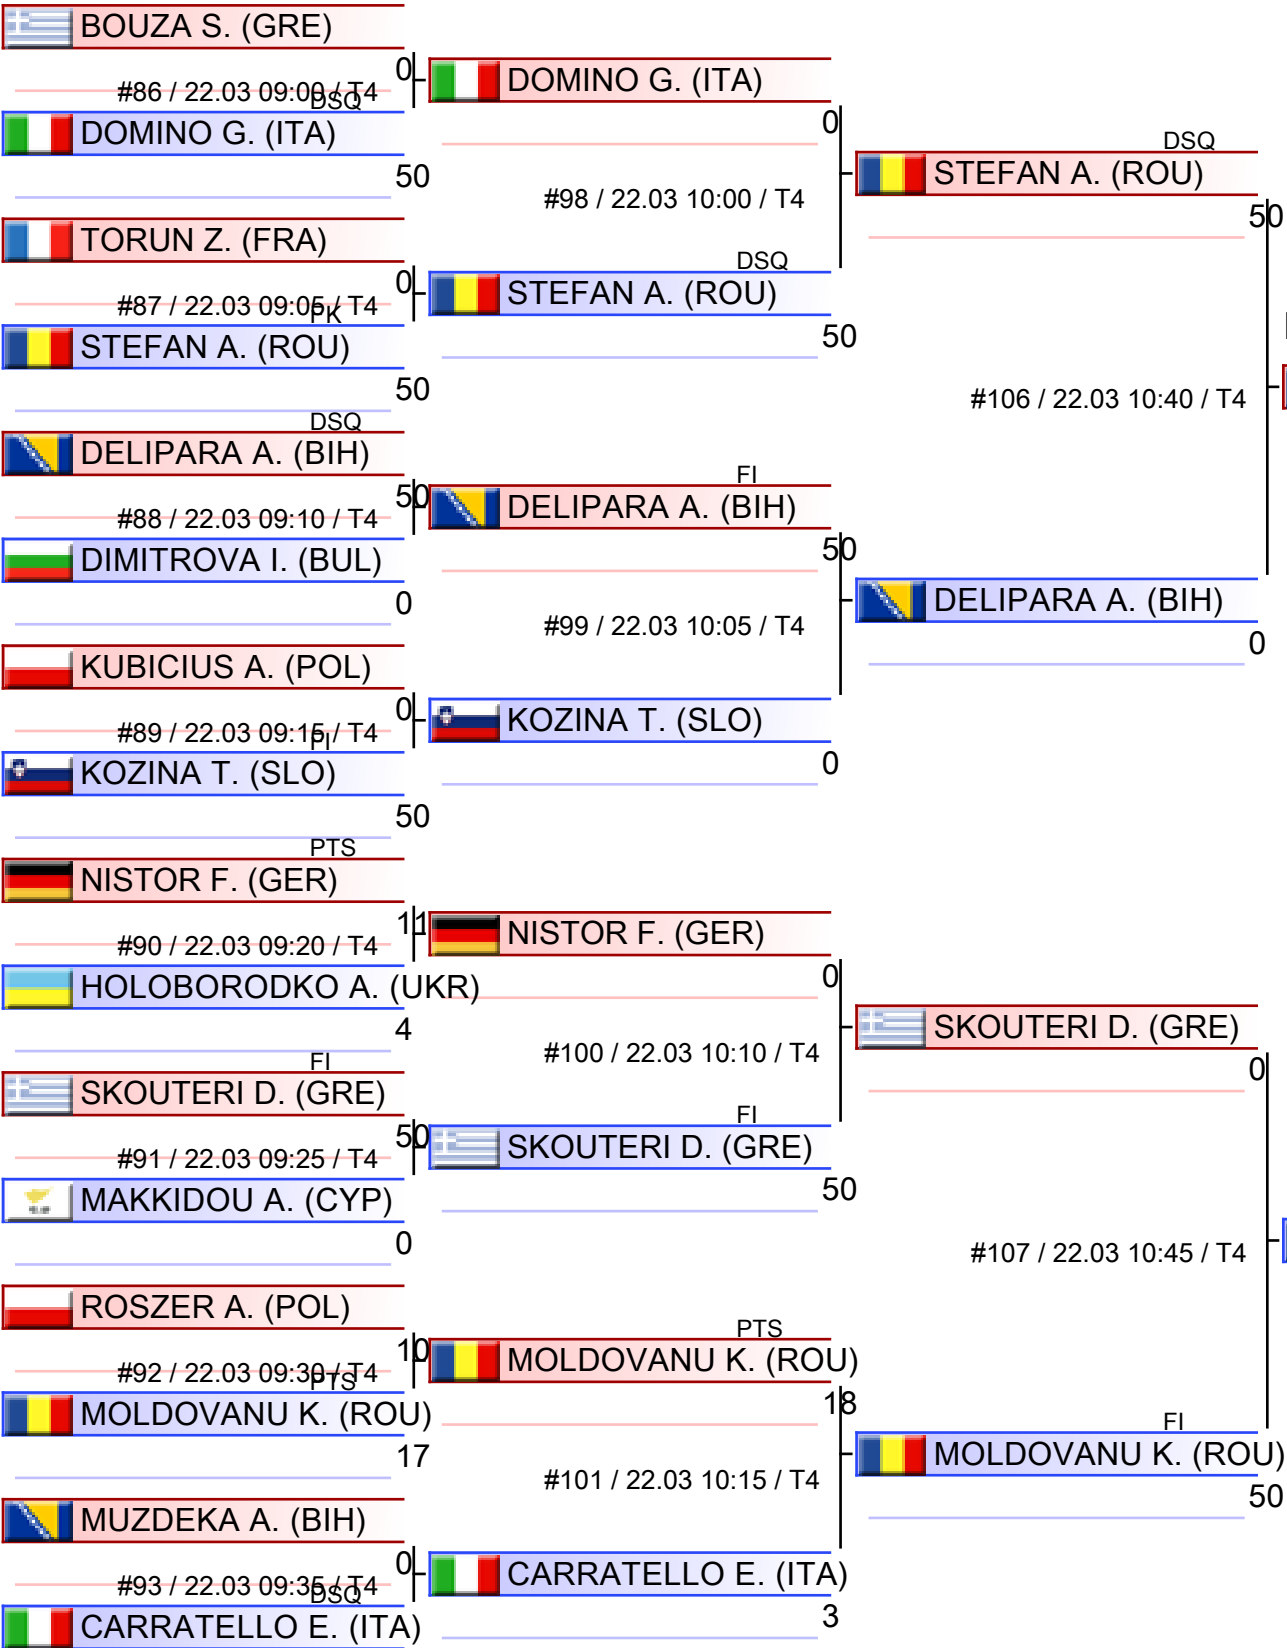 BOUZA S. (GRE)
0
#86 / 22.03 09:00 / T4
DSQ
DOMINO G. (ITA)
50
TORUN Z. (FRA)
0
#87 / 22.03 09:05 / T4
PK
STEFAN A. (ROU)
50
DSQ
DELIPARA A. (BIH)
50
#88 / 22.03 09:10 / T4
DIMITROVA I. (BUL)
0
KUBICIUS A. (POL)
0
#89 / 22.03 09:15 / T4
FI
KOZINA T. (SLO)
50
PTS
NISTOR F. (GER)
11
#90 / 22.03 09:20 / T4
HOLOBORODKO A. (UKR)
4
FI
SKOUTERI D. (GRE)
50
#91 / 22.03 09:25 / T4
MAKKIDOU A. (CYP)
0
ROSZER A. (POL)
10
#92 / 22.03 09:30 / T4
PTS
MOLDOVANU K. (ROU)
17
MUZDEKA A. (BIH)
0
#93 / 22.03 09:35 / T4
DSQ
CARRATELLO E. (ITA)
DOMINO G. (ITA)
0
#98 / 22.03 10:00 / T4
DSQ
STEFAN A. (ROU)
50
FI
DELIPARA A. (BIH)
50
#99 / 22.03 10:05 / T4
KOZINA T. (SLO)
0
NISTOR F. (GER)
0
#100 / 22.03 10:10 / T4
FI
SKOUTERI D. (GRE)
50
PTS
MOLDOVANU K. (ROU)
18
#101 / 22.03 10:15 / T4
CARRATELLO E. (ITA)
3
DSQ
STEFAN A. (ROU)
50
#106 / 22.03 10:40 / T4
DELIPARA A. (BIH)
0
SKOUTERI D. (GRE)
0
#107 / 22.03 10:45 / T4
FI
MOLDOVANU K. (ROU)
50